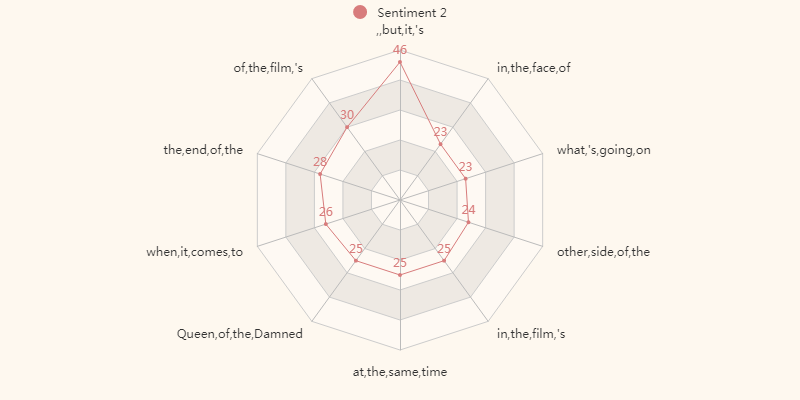 Sentiment 2
,,but,it,'s
46
of,the,film,'s
in,the,face,of
30
23
the,end,of,the
what,'s,going,on
28
23
26
24
when,it,comes,to
other,side,of,the
25
25
25
Queen,of,the,Damned
in,the,film,'s
at,the,same,time